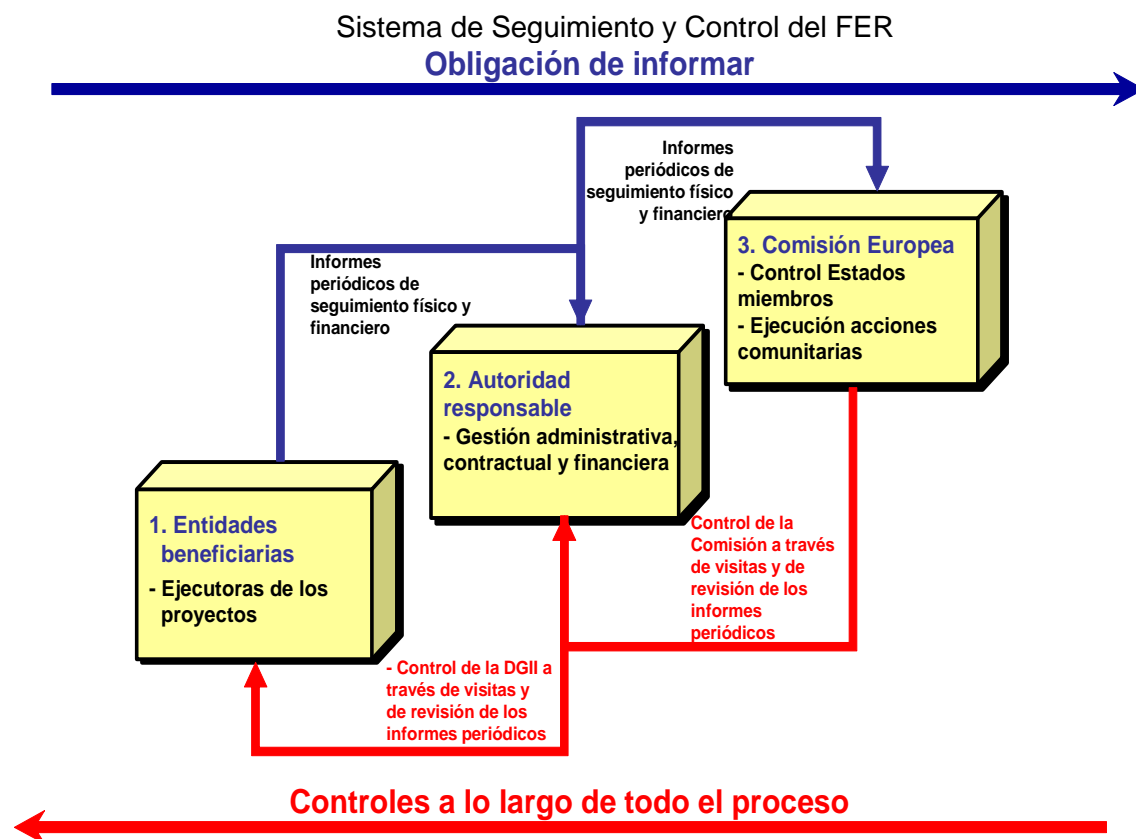 Sistema de Seguimiento y Control del FER
Obligación de informar
Informes
periódicos de
seguimiento físico
y financiero
3. Comisión Europea
- Control Estados
miembros
- Ejecución acciones
comunitarias
Informes
periódicos de
seguimiento físico y
financiero
2. Autoridad
responsable
- Gestión administrativa,
contractual y financiera
1. Entidades
beneficiarias
- Ejecutoras de los
proyectos
Control de la
Comisión a través
de visitas y de
revisión de los
informes
periódicos
- Control de la DGII a
través de visitas y
de revisión de los
informes periódicos
Controles a lo largo de todo el proceso